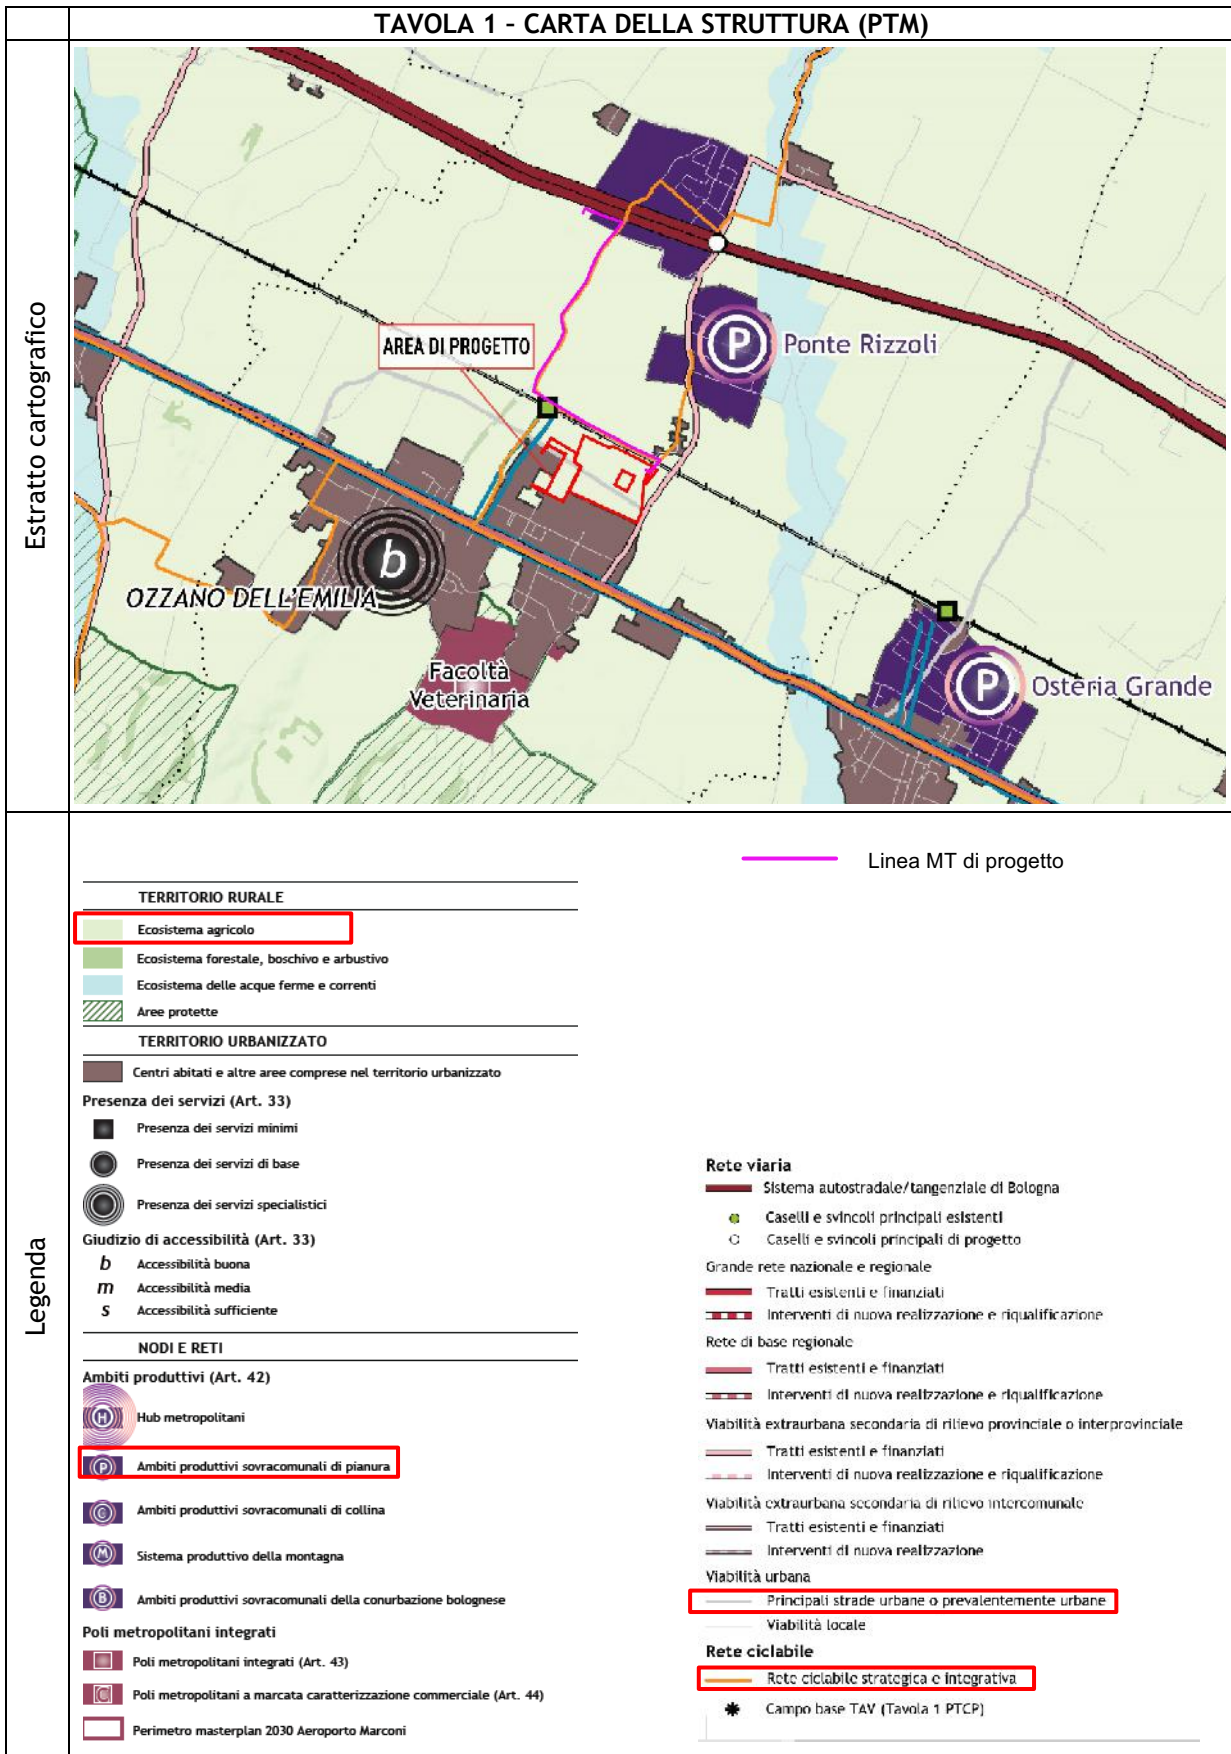 TAVOLA 1 – CARTA DELLA STRUTTURA (PTM)
Estratto cartografico
AREA DI PROGETTO
P
Ponte Rizzoli
b
OZZANO DELL'EMILIA
Facoltà
Veterinaria
P
Osteria Grande
Legenda
Linea MT di progetto
TERRITORIO RURALE
Ecosistema agricolo
Ecosistema forestale, boschivo e arbustivo
Ecosistema delle acque ferme e correnti
Aree protette
TERRITORIO URBANIZZATO
Centri abitati e altre aree comprese nel territorio urbanizzato
Presenza dei servizi (Art. 33)
Presenza dei servizi minimi
Presenza dei servizi di base
Presenza dei servizi specialistici
Giudizio di accessibilità (Art. 33)
b Accessibilità buona
m Accessibilità media
s Accessibilità sufficiente
NODI E RETI
Ambiti produttivi (Art. 42)
H Hub metropolitani
P Ambiti produttivi sovracomunali di pianura
C Ambiti produttivi sovracomunali di collina
M Sistema produttivo della montagna
B Ambiti produttivi sovracomunali della conurbazione bolognese
Poli metropolitani integrati
Poli metropolitani integrati (Art. 43)
C Poli metropolitani a marcata caratterizzazione commerciale (Art. 44)
Perimetro masterplan 2030 Aeroporto Marconi
Rete viaria
Sistema autostradale/tangenziale di Bologna
Caselli e svincoli principali esistenti
Caselli e svincoli principali di progetto
Grande rete nazionale e regionale
Tratti esistenti e finanziati
Interventi di nuova realizzazione e riqualificazione
Rete di base regionale
Tratti esistenti e finanziati
Interventi di nuova realizzazione e riqualificazione
Viabilità extraurbana secondaria di rilievo provinciale o interprovinciale
Tratti esistenti e finanziati
Interventi di nuova realizzazione e riqualificazione
Viabilità extraurbana secondaria di rilievo intercomunale
Tratti esistenti e finanziati
Interventi di nuova realizzazione
Viabilità urbana
Principali strade urbane o prevalentemente urbane
Viabilità locale
Rete ciclabile
Rete ciclabile strategica e integrativa
Campo base TAV (Tavola 1 PTCP)